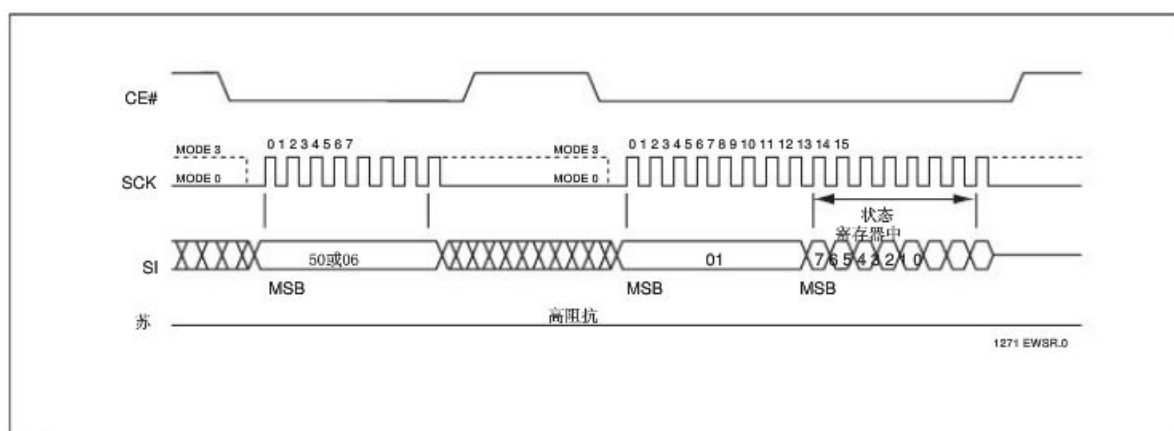 CE#
MODE 3
0 1 2 3 4 5 6 7
MODE 3
0 1 2 3 4 5 6 7 8 9 10 11 12 13 14 15
SCK
MODE 0
MODE 0
状态
寄存器中
SI
50或06
01
7 6 5 4 3 2 1 0
MSB
MSB
MSB
苏
高阻抗
1271 EWSR.0